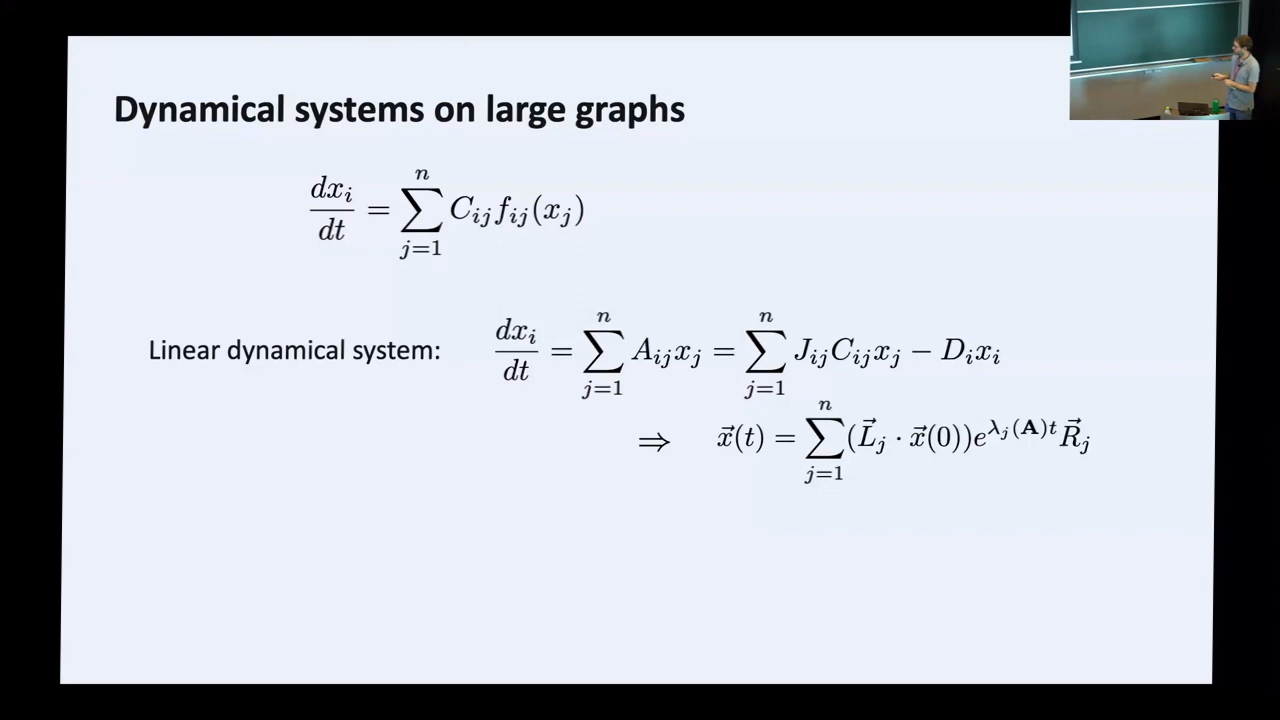 Dynamical systems on large graphs
$\frac{dx_i}{dt} = \sum_{j=1}^{n} C_{ij} f_{ij}(x_j)$
Linear dynamical system: $\frac{dx_i}{dt} = \sum_{j=1}^{n} A_{ij} x_j = \sum_{j=1}^{n} J_{ij} C_{ij} x_j - D_i x_i$
$\Rightarrow \vec{x}(t) = \sum_{j=1}^{n} (\vec{L}_j \cdot \vec{x}(0)) e^{\lambda_j(\mathbf{A})t} \vec{R}_j$